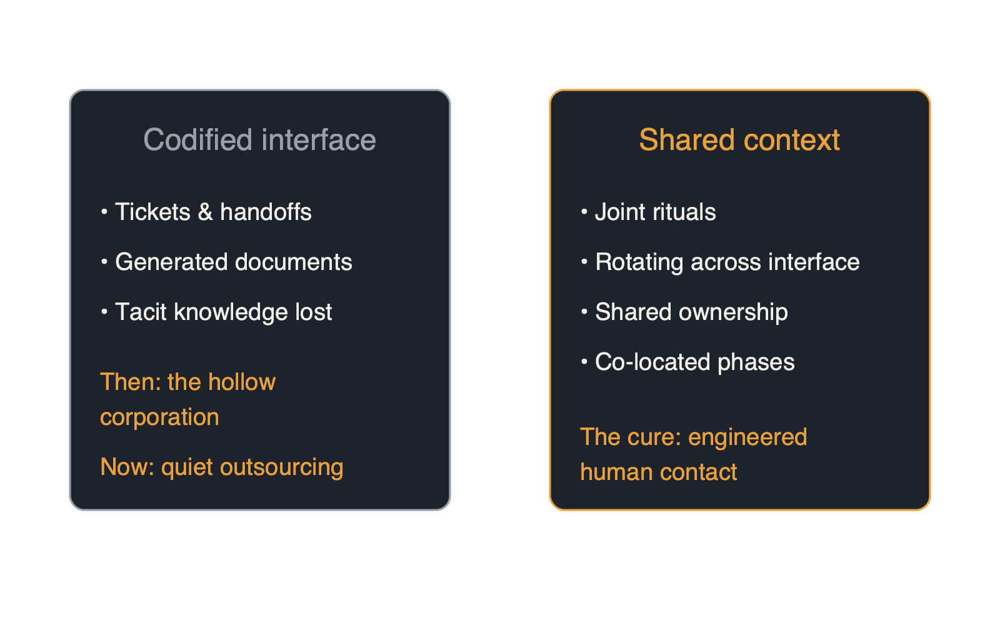 Codified interface
• Tickets & handoffs
• Generated documents
• Tacit knowledge lost
Then: the hollow
corporation
Now: quiet outsourcing
Shared context
• Joint rituals
• Rotating across interface
• Shared ownership
• Co-located phases
The cure: engineered
human contact